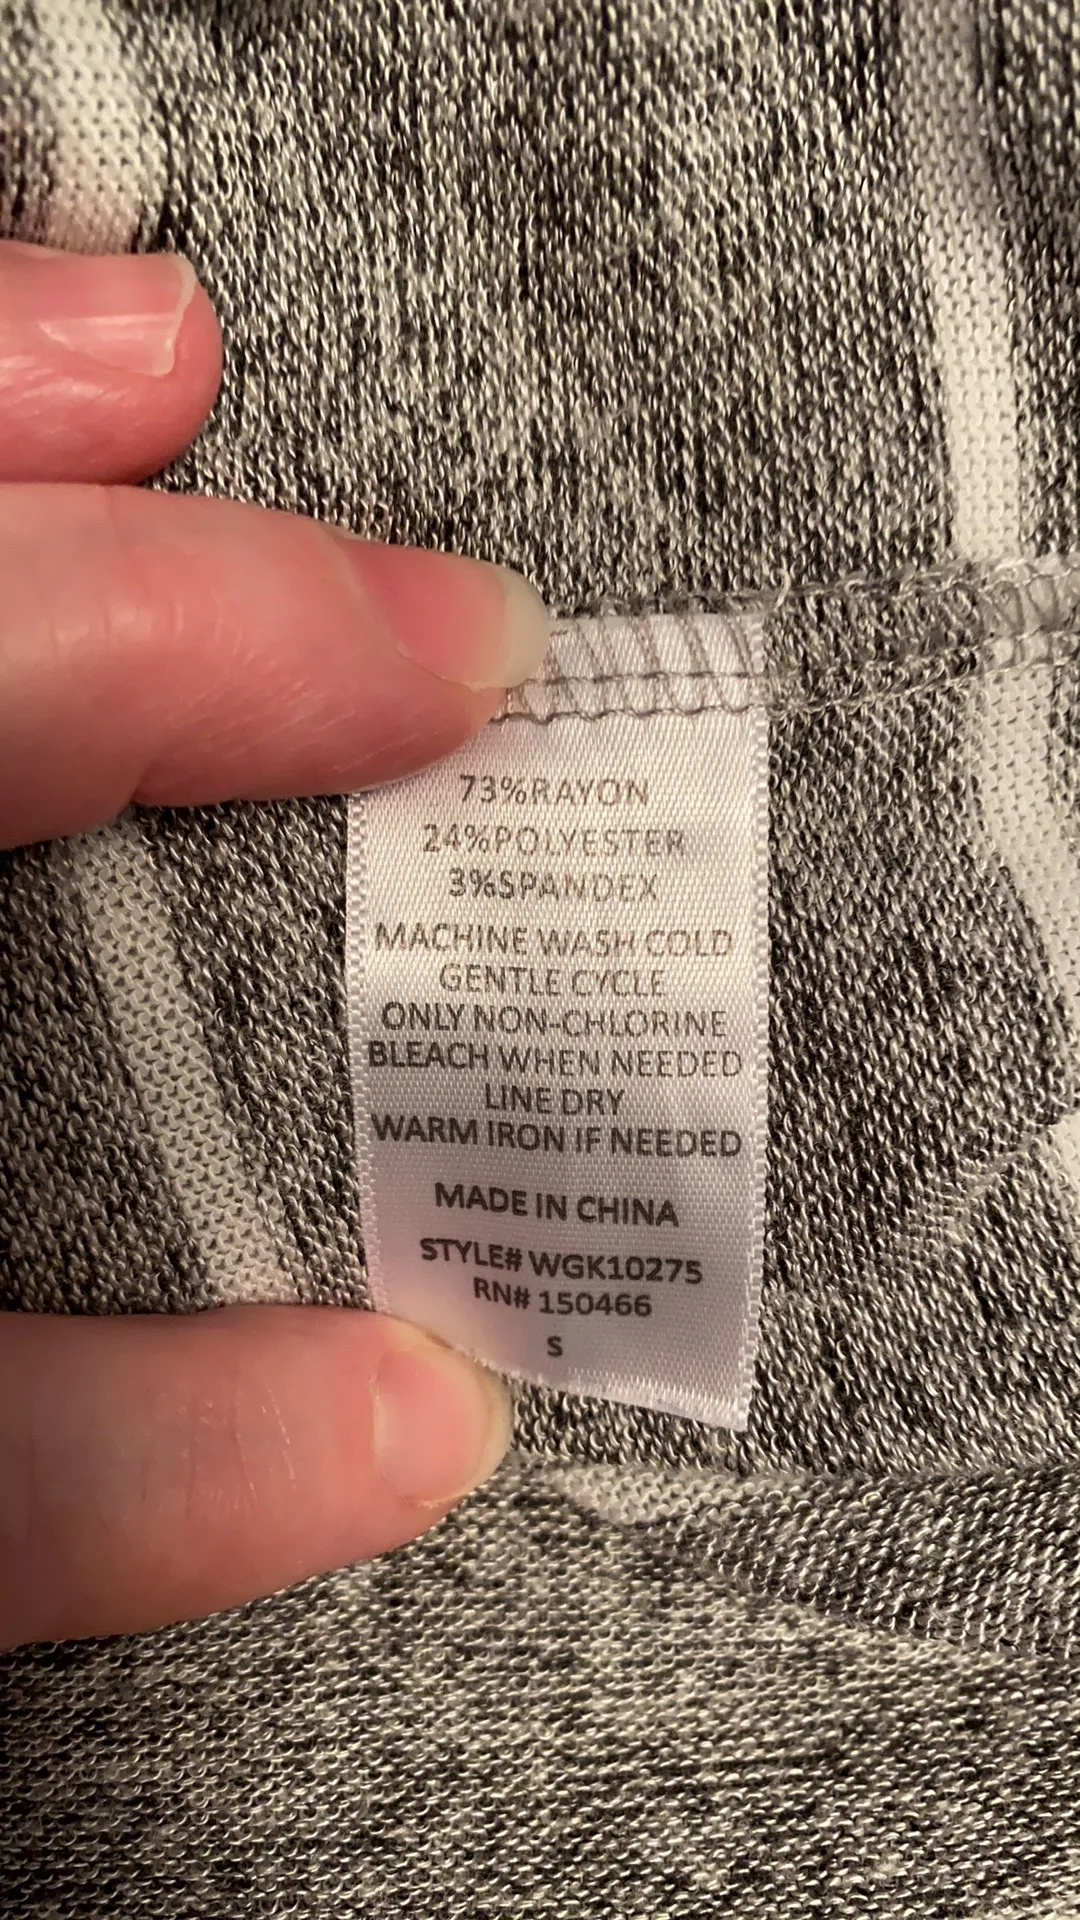 73%RAYON
24%POLYESTER
3%SPANDEX
MACHINE WASH COLD
GENTLE CYCLE
ONLY NON-CHLORINE
BLEACH WHEN NEEDED
LINE DRY
WARM IRON IF NEEDED
MADE IN CHINA
STYLE# WGK10275
RN# 150466
S